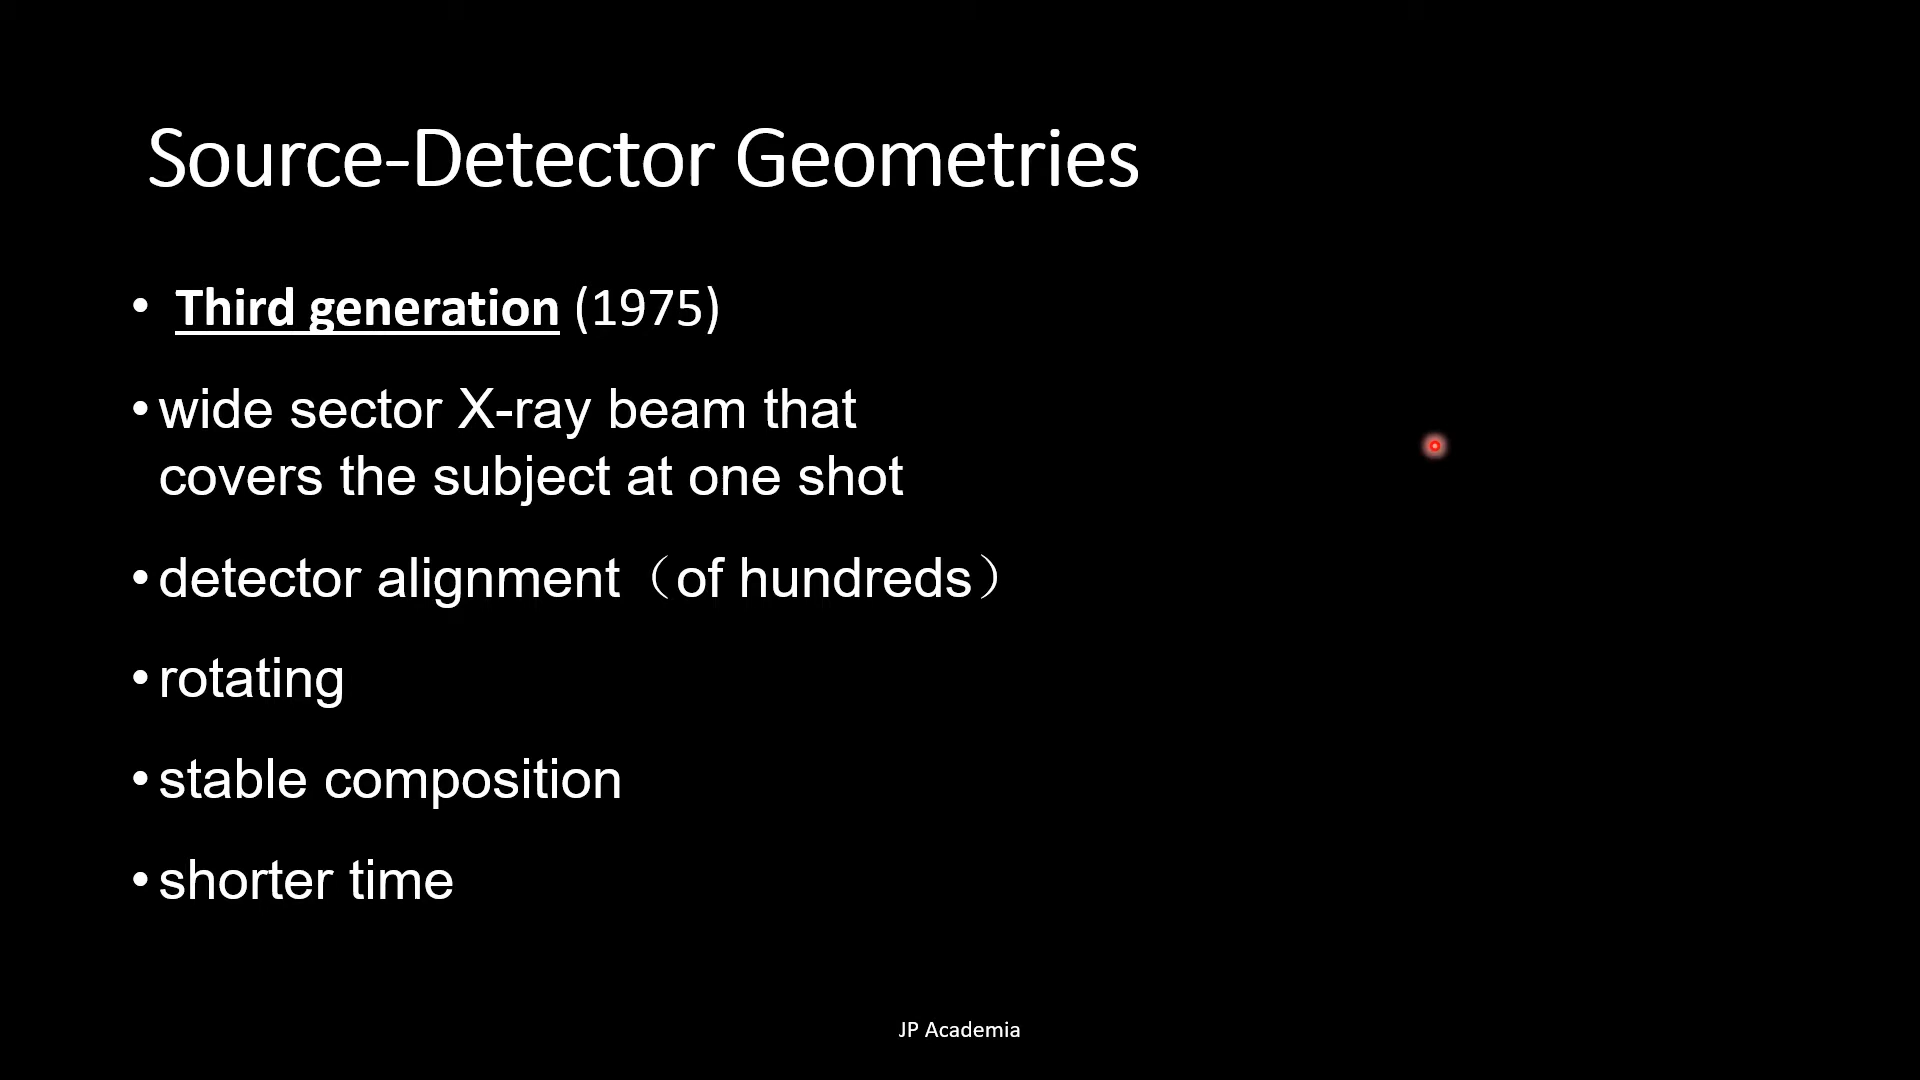 Source-Detector Geometries
• Third generation (1975)
• wide sector X-ray beam that
covers the subject at one shot
• detector alignment（of hundreds）
• rotating
• stable composition
• shorter time
JP Academia